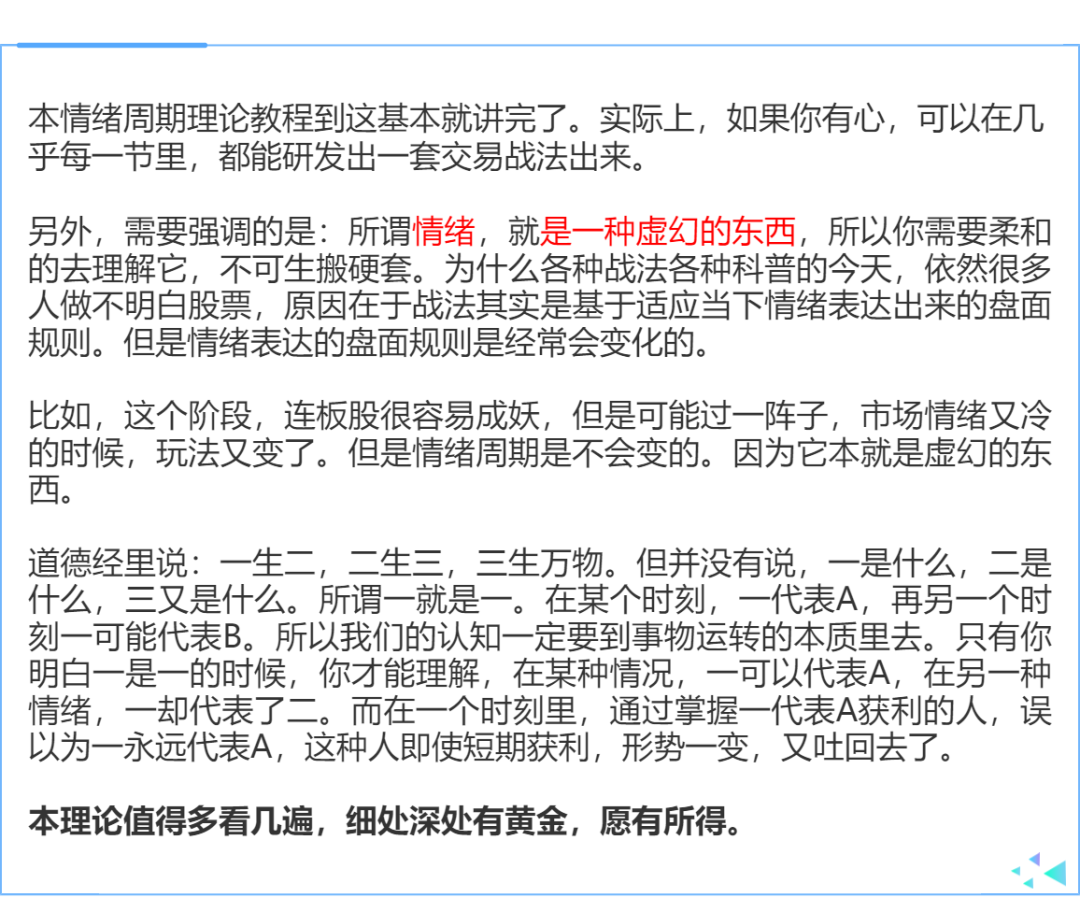 本情绪周期理论教程到这基本就讲完了。实际上，如果你有心，可以在几
乎每一节里，都能研发出一套交易战法出来。
另外，需要强调的是：所谓情绪，就是一种虚幻的东西，所以你需要柔和
的去理解它，不可生搬硬套。为什么各种战法各种科普的今天，依然很多
人做不明白股票，原因在于战法其实是基于适应当下情绪表达出来的盘面
规则。但是情绪表达的盘面规则是经常会变化的。
比如，这个阶段，连板股很容易成妖，但是可能过一阵子，市场情绪又冷
的时候，玩法又变了。但是情绪周期是不会变的。因为它本就是虚幻的东
西。
道德经里说：一生二，二生三，三生万物。但并没有说，一是什么，二是
什么，三又是什么。所谓一就是一。在某个时刻，一代表A，再另一个时
刻一可能代表B。所以我们的认知一定要到事物运转的本质里去。只有你
明白一是一的时候，你才能理解，在某种情况，一可以代表A，在另一种
情绪，一却代表了二。而在一个时刻里，通过掌握一代表A获利的人，误
以为一永远代表A，这种人即使短期获利，形势一变，又吐回去了。
本理论值得多看几遍，细处深处有黄金，愿有所得。